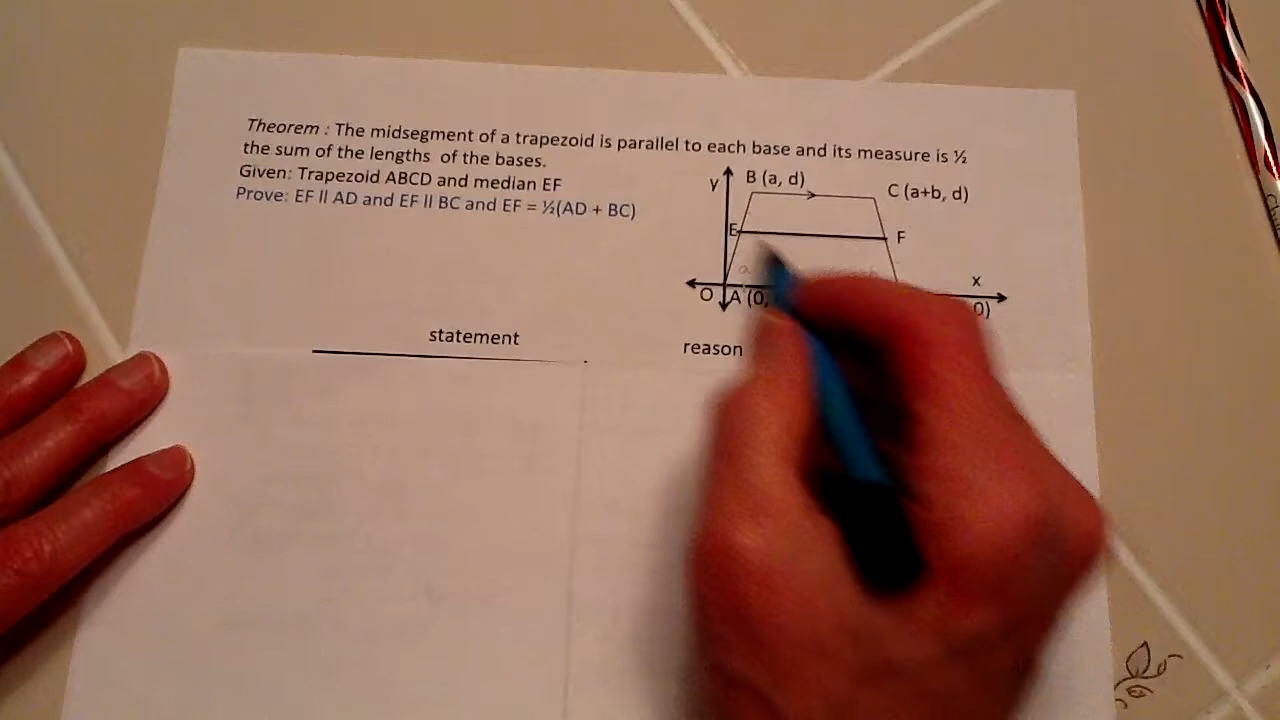 Theorem : The midsegment of a trapezoid is parallel to each base and its measure is ½
the sum of the lengths of the bases.
Given: Trapezoid ABCD and median EF
Prove: EF ll AD and EF ll BC and EF = ½(AD + BC)
y B (a, d) C (a+b, d)
E F
a
x
O A (0, 0)
statement reason